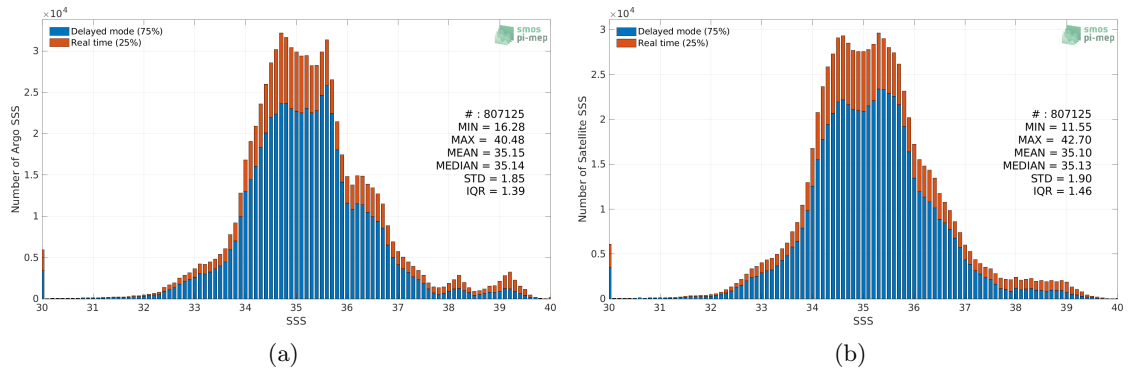 ×10⁴
Delayed mode (75%)
Real time (25%)
smos
pi-mep
Number of Argo SSS
3
2.5
2
1.5
1
0.5
0
# : 807125
MIN = 16.28
MAX = 40.48
MEAN = 35.15
MEDIAN = 35.14
STD = 1.85
IQR = 1.39
30 31 32 33 34 35 36 37 38 39 40
SSS
(a)
×10⁴
Delayed mode (75%)
Real time (25%)
smos
pi-mep
Number of Satellite SSS
3
2.5
2
1.5
1
0.5
0
# : 807125
MIN = 11.55
MAX = 42.70
MEAN = 35.10
MEDIAN = 35.13
STD = 1.90
IQR = 1.46
30 31 32 33 34 35 36 37 38 39 40
SSS
(b)